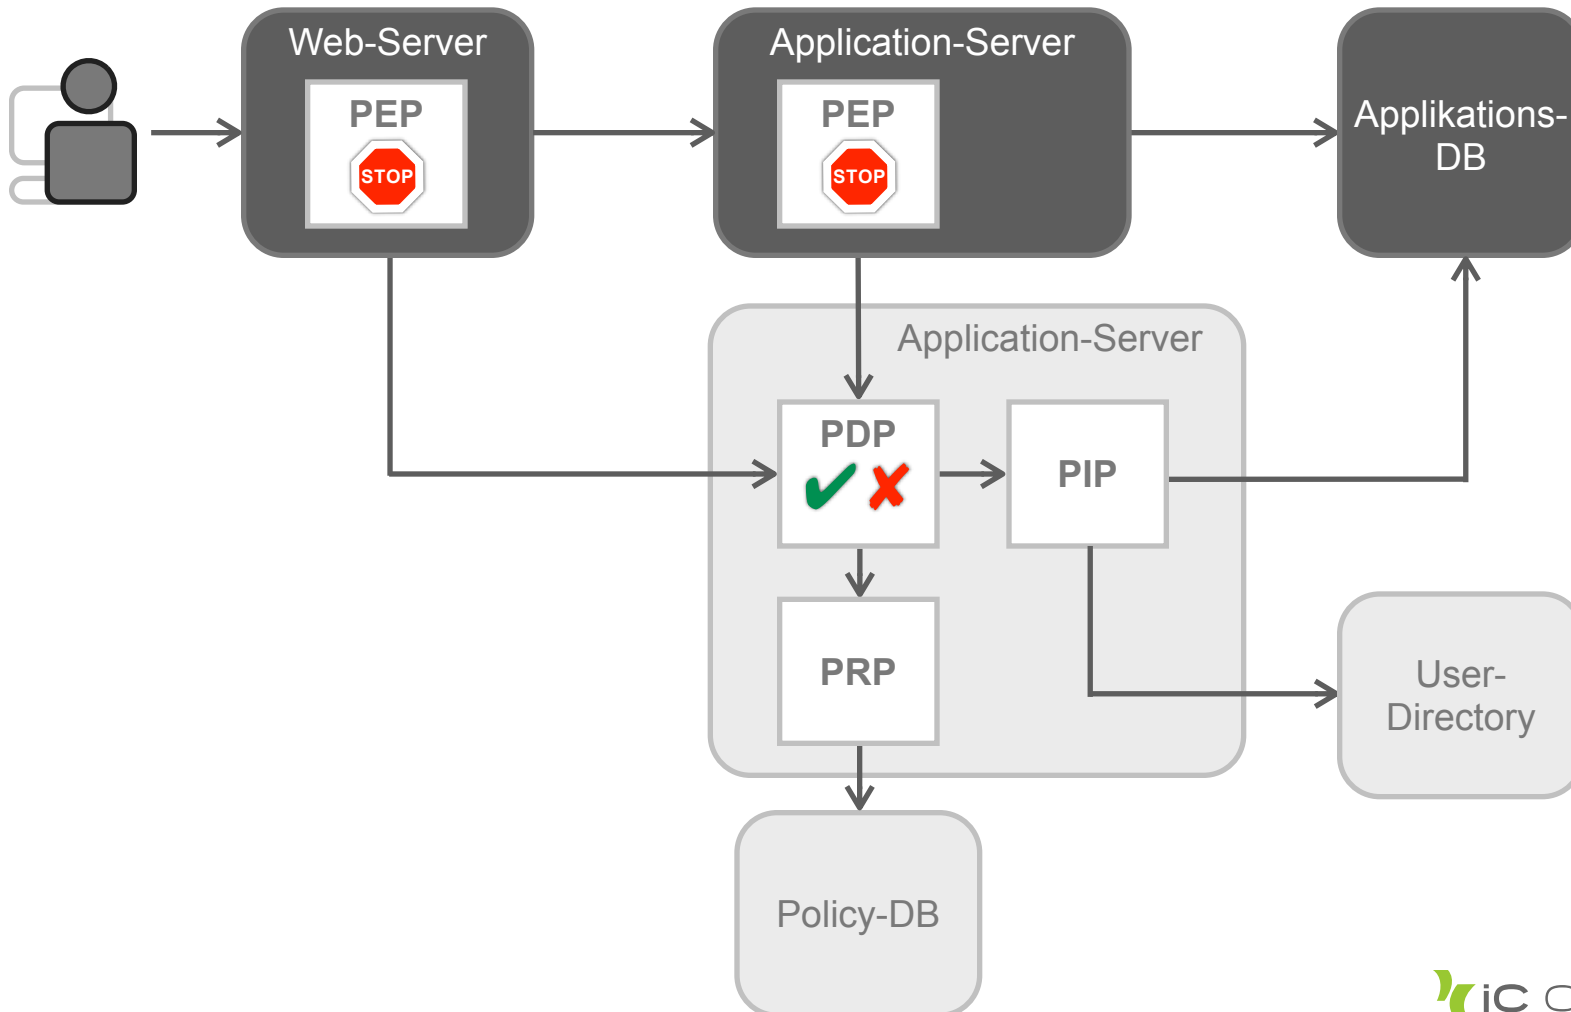 Web-Server
Application-Server
PEP
STOP
PEP
STOP
Applikations-
DB
Application-Server
PDP
PIP
PRP
User-
Directory
Policy-DB
iC